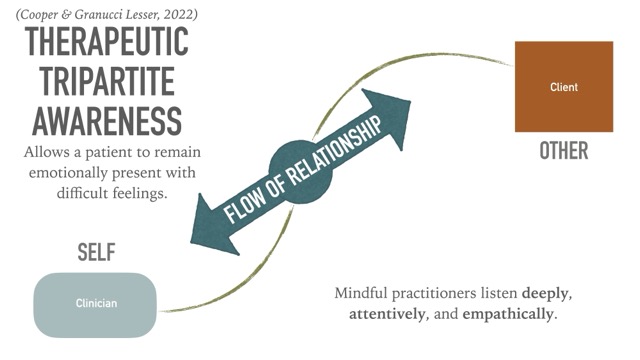 (Cooper & Granucci Lesser, 2022)
THERAPEUTIC
TRIPARTITE
AWARENESS
Allows a patient to remain
emotionally present with
difficult feelings.
FLOW OF RELATIONSHIP
Client
OTHER
SELF
Clinician
Mindful practitioners listen deeply,
attentively, and empathically.